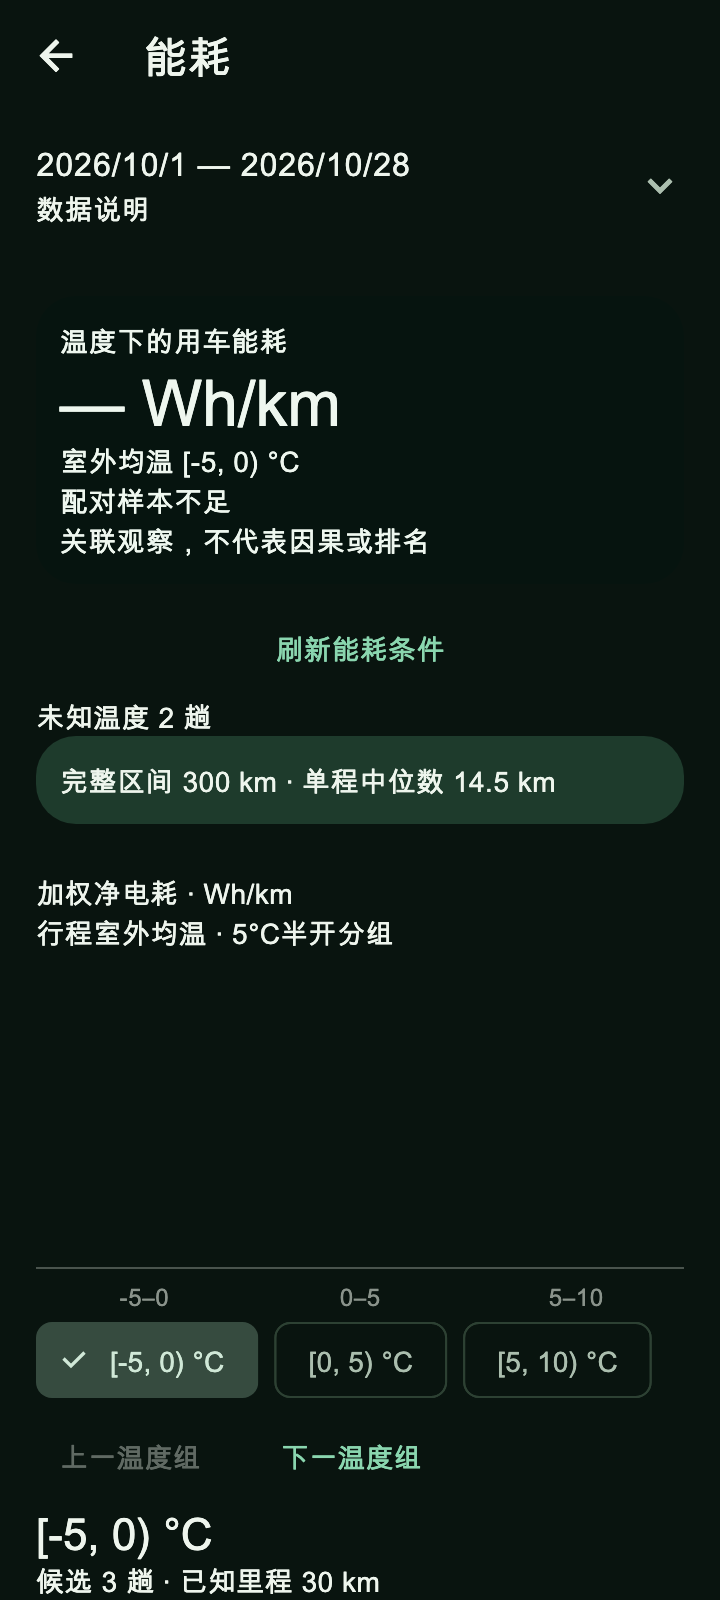 能耗
2026/10/1 — 2026/10/28
数据说明
温度下的用车能耗
— Wh/km
室外均温 [-5, 0) °C
配对样本不足
关联观察，不代表因果或排名
刷新能耗条件
未知温度 2 趟
完整区间 300 km · 单程中位数 14.5 km
加权净电耗 · Wh/km
行程室外均温 · 5°C半开分组
-5–0 0–5 5–10
[-5, 0) °C [0, 5) °C [5, 10) °C
上一温度组 下一温度组
[-5, 0) °C
候选 3 趟 · 已知里程 30 km